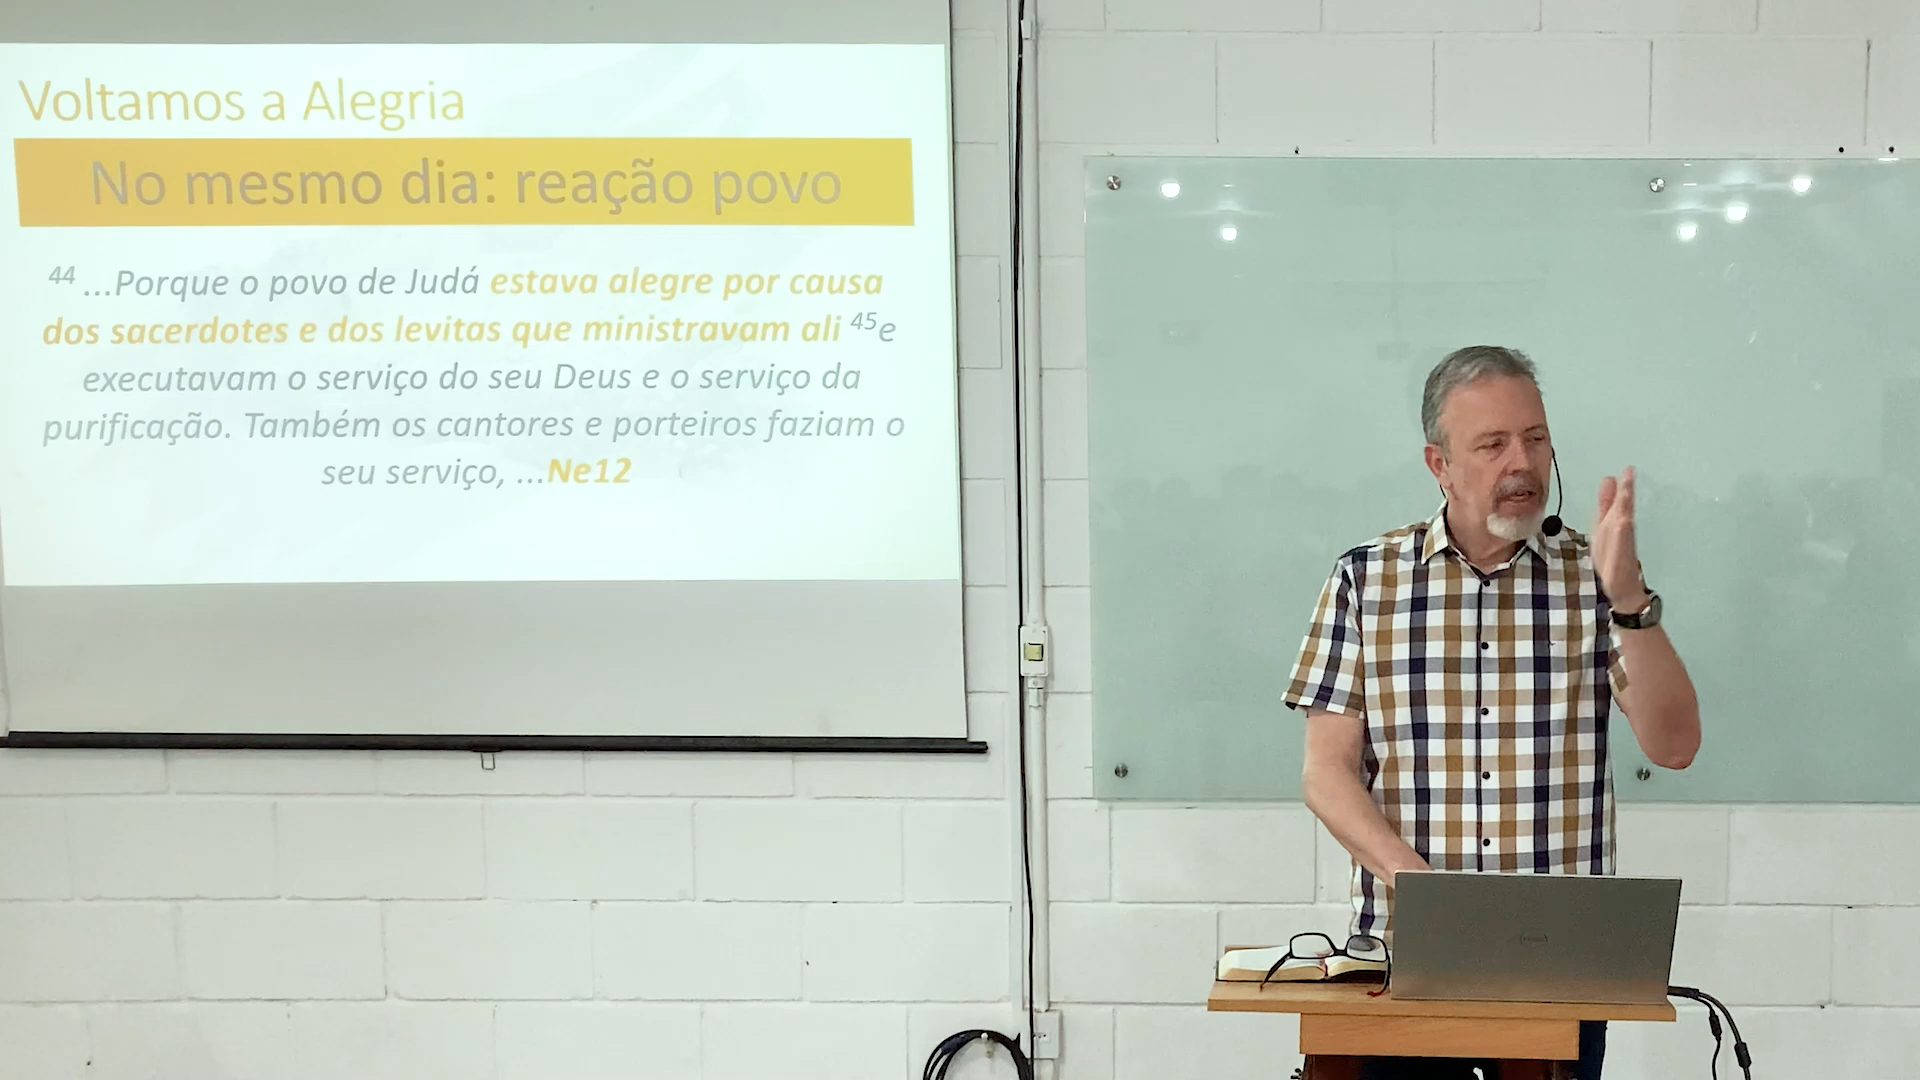 Voltamos a Alegria
No mesmo dia: reação povo
44 ...Porque o povo de Judá estava alegre por causa
dos sacerdotes e dos levitas que ministravam ali 45e
executavam o serviço do seu Deus e o serviço da
purificação. Também os cantores e porteiros faziam o
seu serviço, ...Ne12